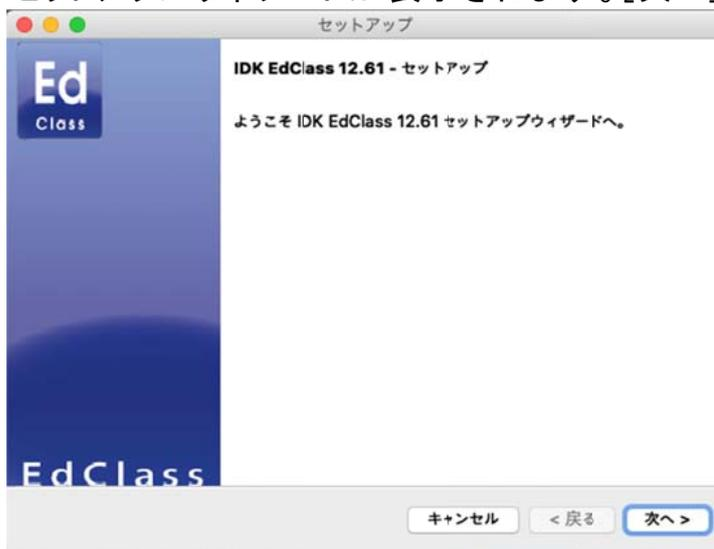 セットアップ
Ed
Class
IDK EdClass 12.61 - セットアップ
ようこそ IDK EdClass 12.61 セットアップウィザードへ。
EdClass
キャンセル
< 戻る
次へ >